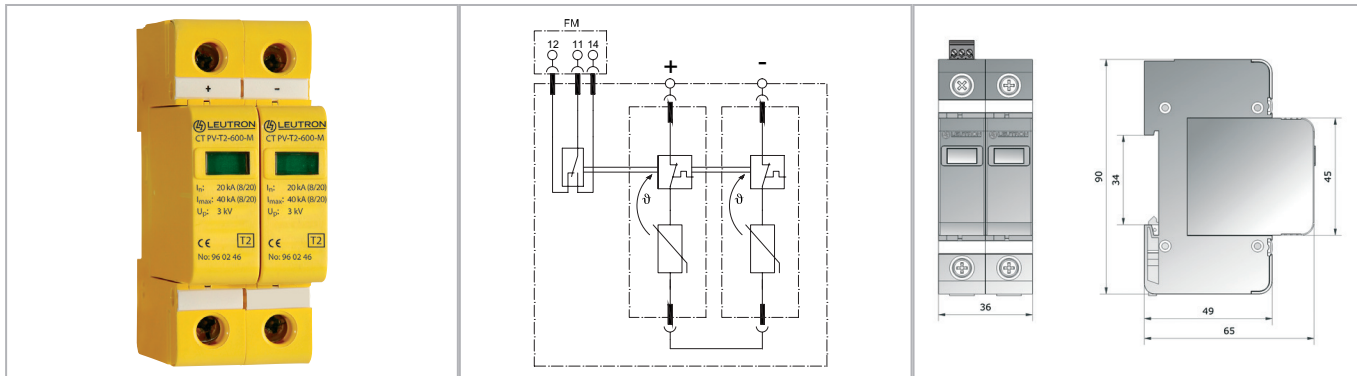 +
-
LEUTRON
LEUTRON
CT PV-T2-600-M
CT PV-T2-600-M
In: 20 kA (8/20)
Imax: 40 kA (8/20)
Up: 3 kV
CE T2
No: 96 02 46
In: 20 kA (8/20)
Imax: 40 kA (8/20)
Up: 3 kV
CE T2
No: 96 02 46
FM
12 11 14
+ -
ϑ ϑ
LEUTRON LEUTRON
36
90
34
45
49
65